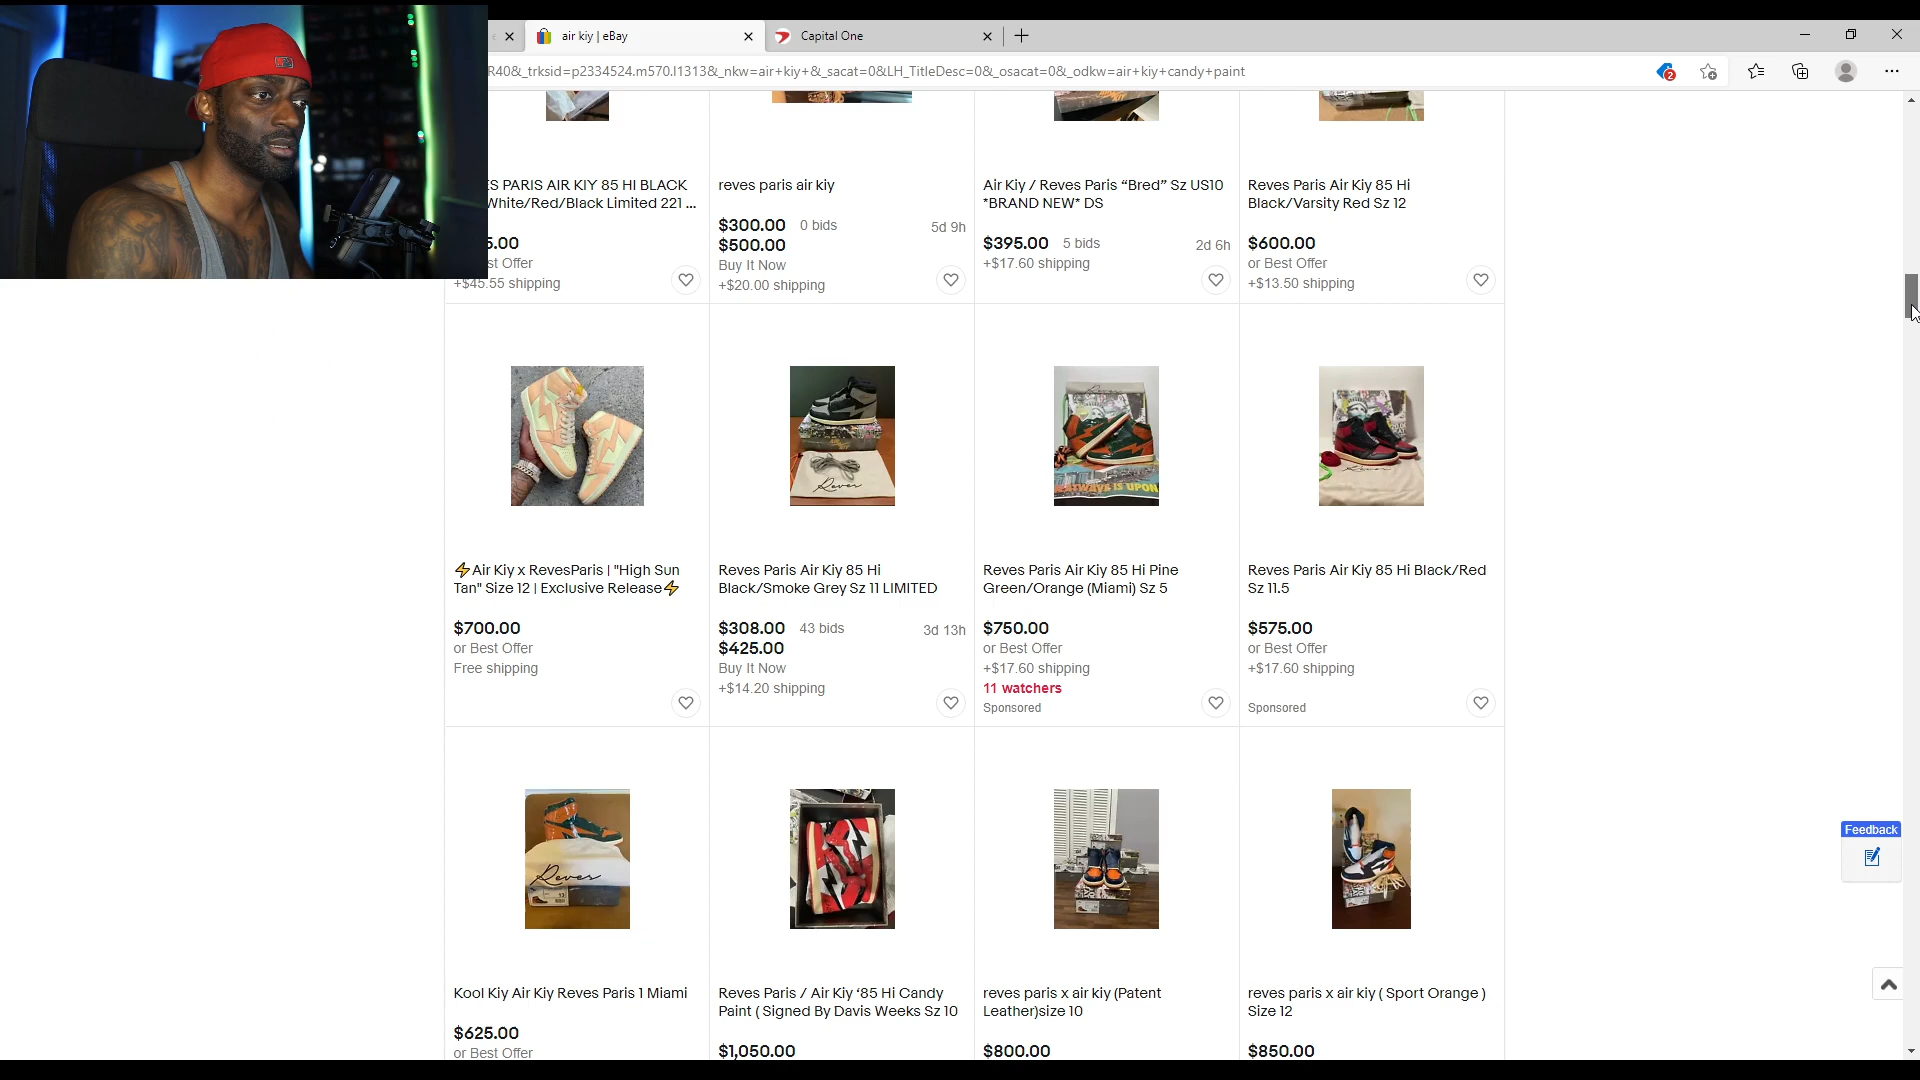 air kiy | eBay
Capital One
R40&_trksid=p2334524.m570.l1313&_nkw=air+kiy+&_sacat=0&LH_TitleDesc=0&_osacat=0&_odkw=air+kiy+candy+paint
2
ES PARIS AIR KIY 85 HI BLACK
White/Red/Black Limited 221 ...
5.00
st Offer
+$45.55 shipping
reves paris air kiy
$300.00 0 bids 5d 9h
$500.00
Buy It Now
+$20.00 shipping
Air Kiy / Reves Paris “Bred” Sz US10
*BRAND NEW* DS
$395.00 5 bids 2d 6h
+$17.60 shipping
Reves Paris Air Kiy 85 Hi
Black/Varsity Red Sz 12
$600.00
or Best Offer
+$13.50 shipping
⚡Air Kiy x RevesParis | "High Sun
Tan" Size 12 | Exclusive Release⚡
$700.00
or Best Offer
Free shipping
Reves
Reves Paris Air Kiy 85 Hi
Black/Smoke Grey Sz 11 LIMITED
$308.00 43 bids 3d 13h
$425.00
Buy It Now
+$14.20 shipping
Reves Paris Air Kiy 85 Hi Pine
Green/Orange (Miami) Sz 5
$750.00
or Best Offer
+$17.60 shipping
11 watchers
Sponsored
Reves Paris Air Kiy 85 Hi Black/Red
Sz 11.5
$575.00
or Best Offer
+$17.60 shipping
Sponsored
Feedback
Reves
Kool Kiy Air Kiy Reves Paris 1 Miami
$625.00
or Best Offer
Reves Paris / Air Kiy ‘85 Hi Candy
Paint ( Signed By Davis Weeks Sz 10
$1,050.00
reves paris x air kiy (Patent
Leather)size 10
$800.00
reves paris x air kiy ( Sport Orange )
Size 12
$850.00